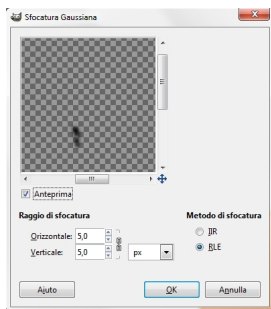 Sfocatura Gaussiana
Anteprima
Raggio di sfocatura
Metodo di sfocatura
Orizzontale: 5,0
IIR
Verticale: 5,0
px
RLE
Aiuto
OK
Annulla